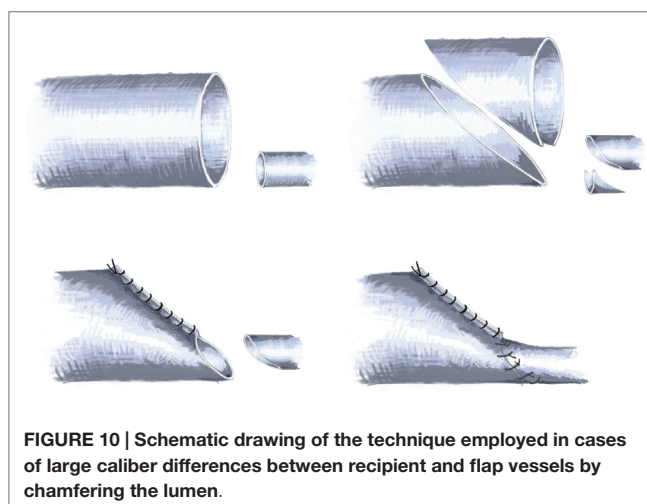 FIGURE 10 | Schematic drawing of the technique employed in cases
of large caliber differences between recipient and flap vessels by
chamfering the lumen.